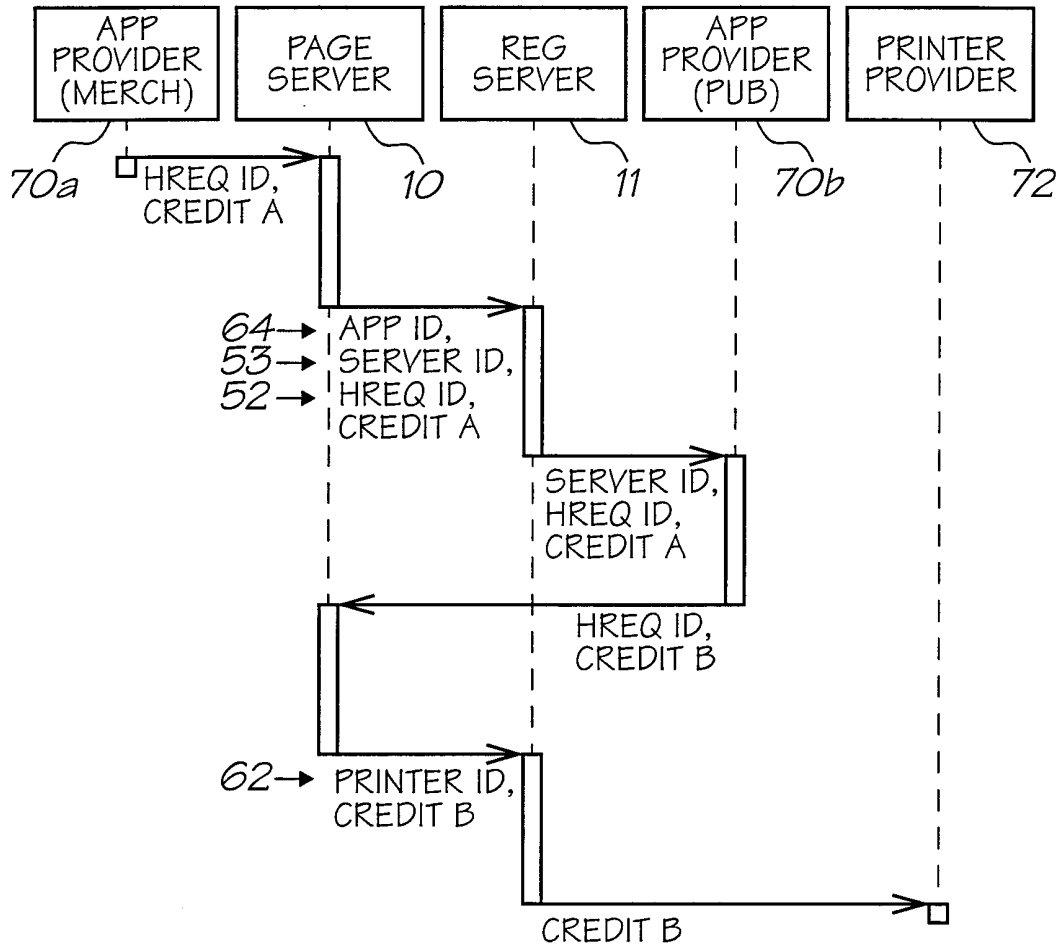 APP
PROVIDER
(MERCH)
PAGE
SERVER
REG
SERVER
APP
PROVIDER
(PUB)
PRINTER
PROVIDER
70a
10
11
70b
72
HREQ ID,
CREDIT A
64
APP ID,
53
SERVER ID,
52
HREQ ID,
CREDIT A
SERVER ID,
HREQ ID,
CREDIT A
HREQ ID,
CREDIT B
62
PRINTER ID,
CREDIT B
CREDIT B